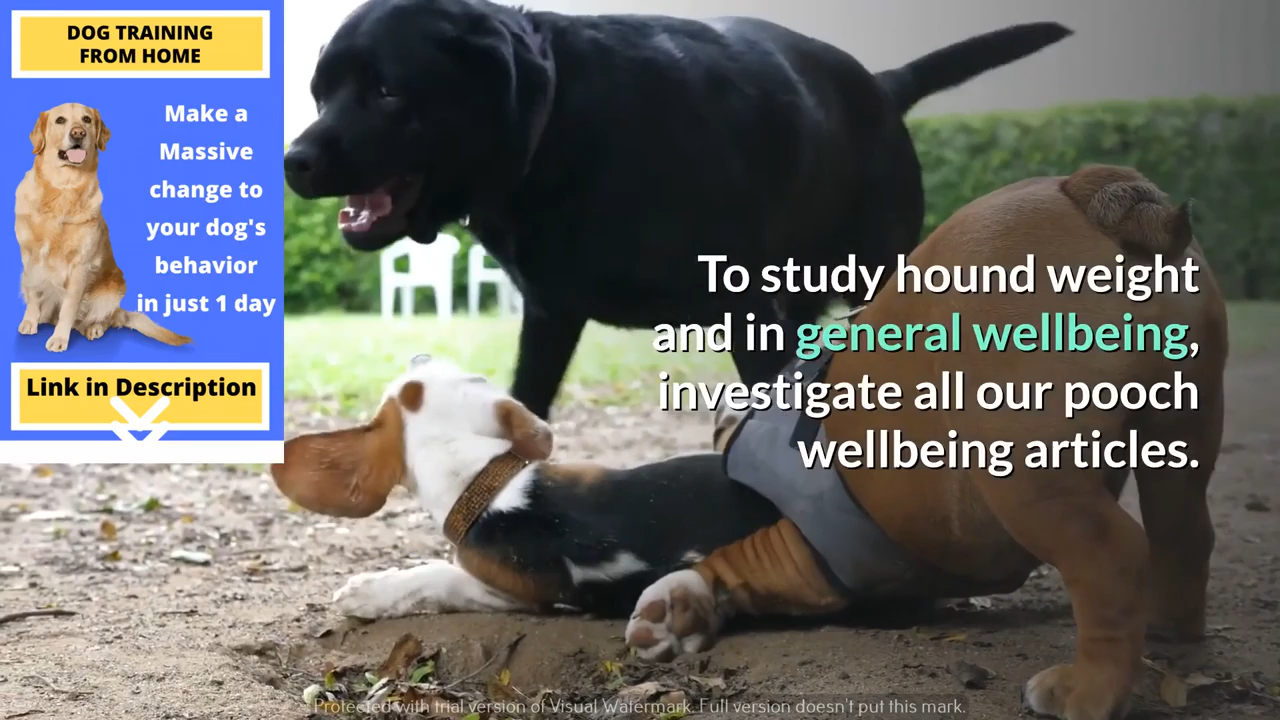 DOG TRAINING
FROM HOME
Make a
Massive
change to
your dog's
behavior
in just 1 day
Link in Description
To study hound weight
and in general wellbeing,
investigate all our pooch
wellbeing articles.
Protected with trial version of Visual Watermark. Full version doesn't put this mark.